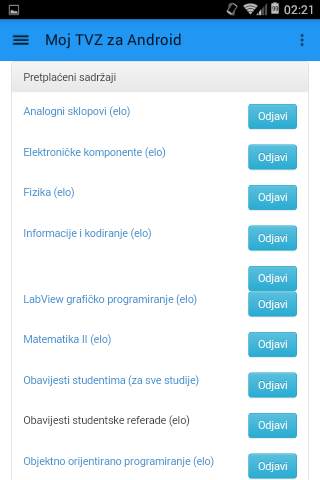 02:21
Moj TVZ za Android
Pretplaćeni sadržaji
Analogni sklopovi (elo) Odjavi
Elektroničke komponente (elo) Odjavi
Fizika (elo) Odjavi
Informacije i kodiranje (elo) Odjavi
Odjavi
LabView grafičko programiranje (elo) Odjavi
Matematika II (elo) Odjavi
Obavijesti studentima (za sve studije) Odjavi
Obavijesti studentske referade (elo) Odjavi
Objektno orijentirano programiranje (elo) Odjavi